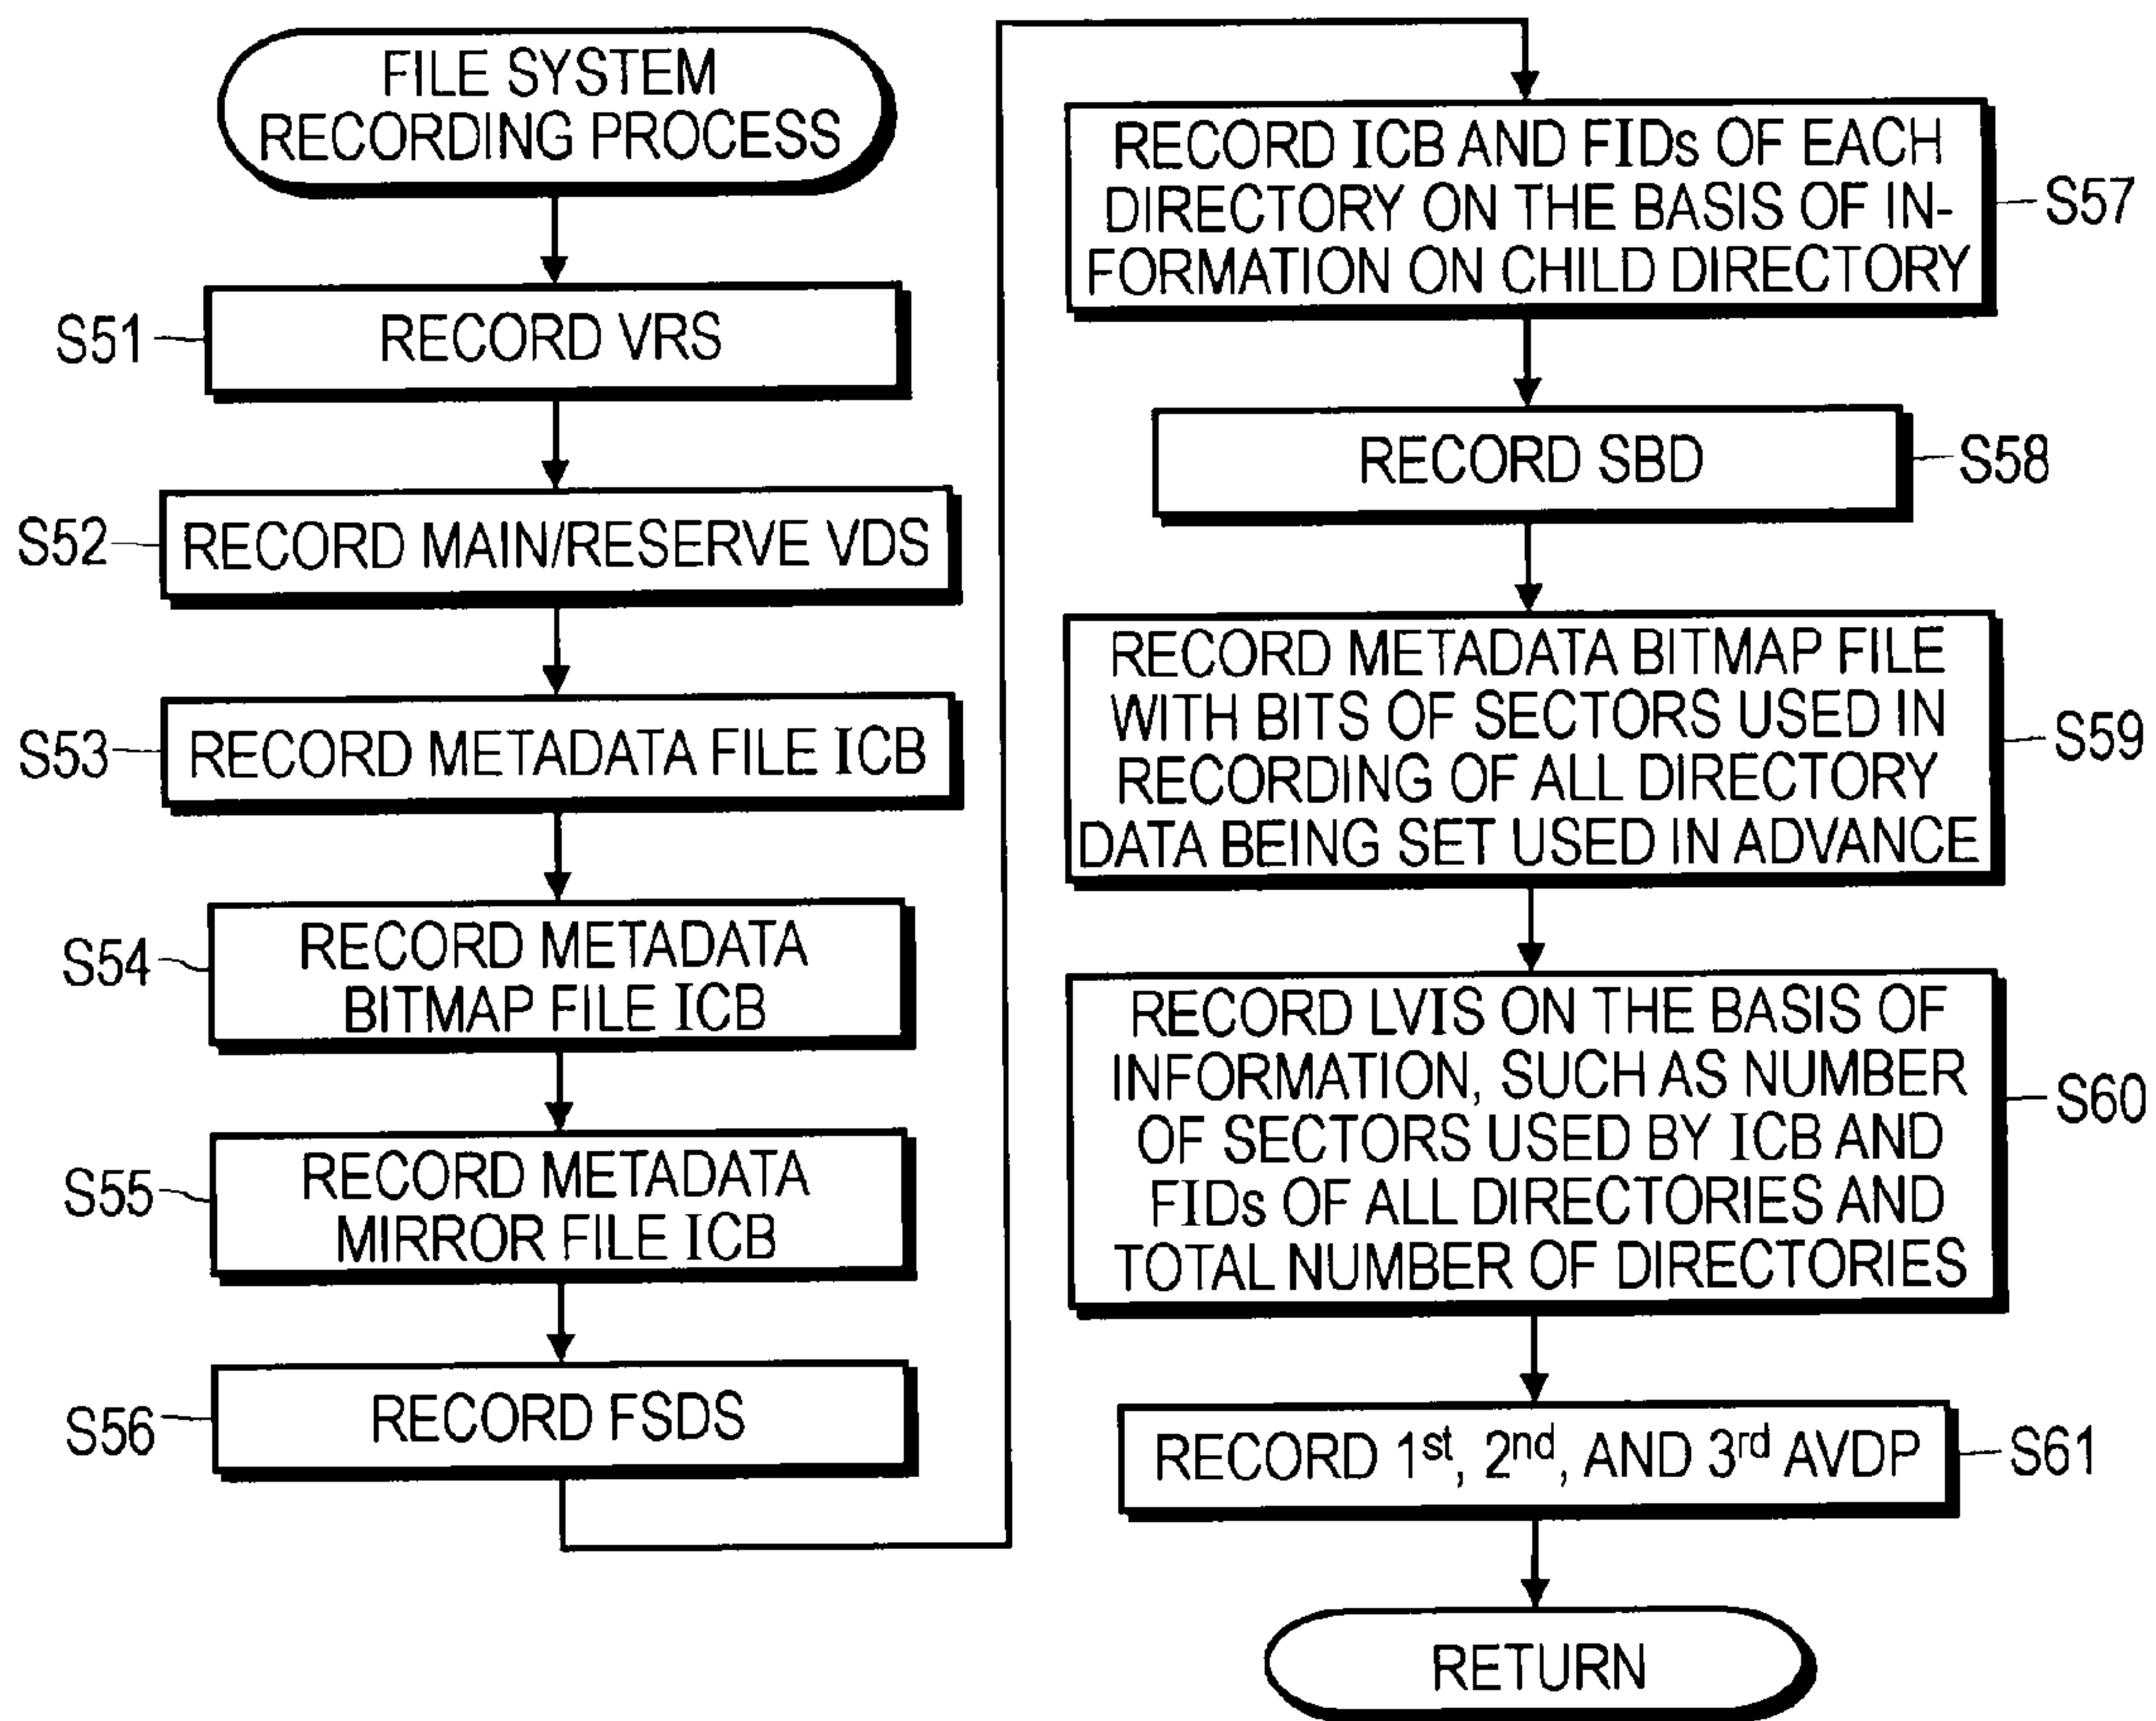 FILE SYSTEM
RECORDING PROCESS
S51
RECORD VRS
S52
RECORD MAIN/RESERVE VDS
S53
RECORD METADATA FILE ICB
S54
RECORD METADATA
BITMAP FILE ICB
S55
RECORD METADATA
MIRROR FILE ICB
S56
RECORD FSDS
RECORD ICB AND FIDs OF EACH
DIRECTORY ON THE BASIS OF IN-
FORMATION ON CHILD DIRECTORY
S57
RECORD SBD
S58
RECORD METADATA BITMAP FILE
WITH BITS OF SECTORS USED IN
RECORDING OF ALL DIRECTORY
DATA BEING SET USED IN ADVANCE
S59
RECORD LVIS ON THE BASIS OF
INFORMATION, SUCH AS NUMBER
OF SECTORS USED BY ICB AND
FIDs OF ALL DIRECTORIES AND
TOTAL NUMBER OF DIRECTORIES
S60
RECORD 1st, 2nd, AND 3rd AVDP
S61
RETURN